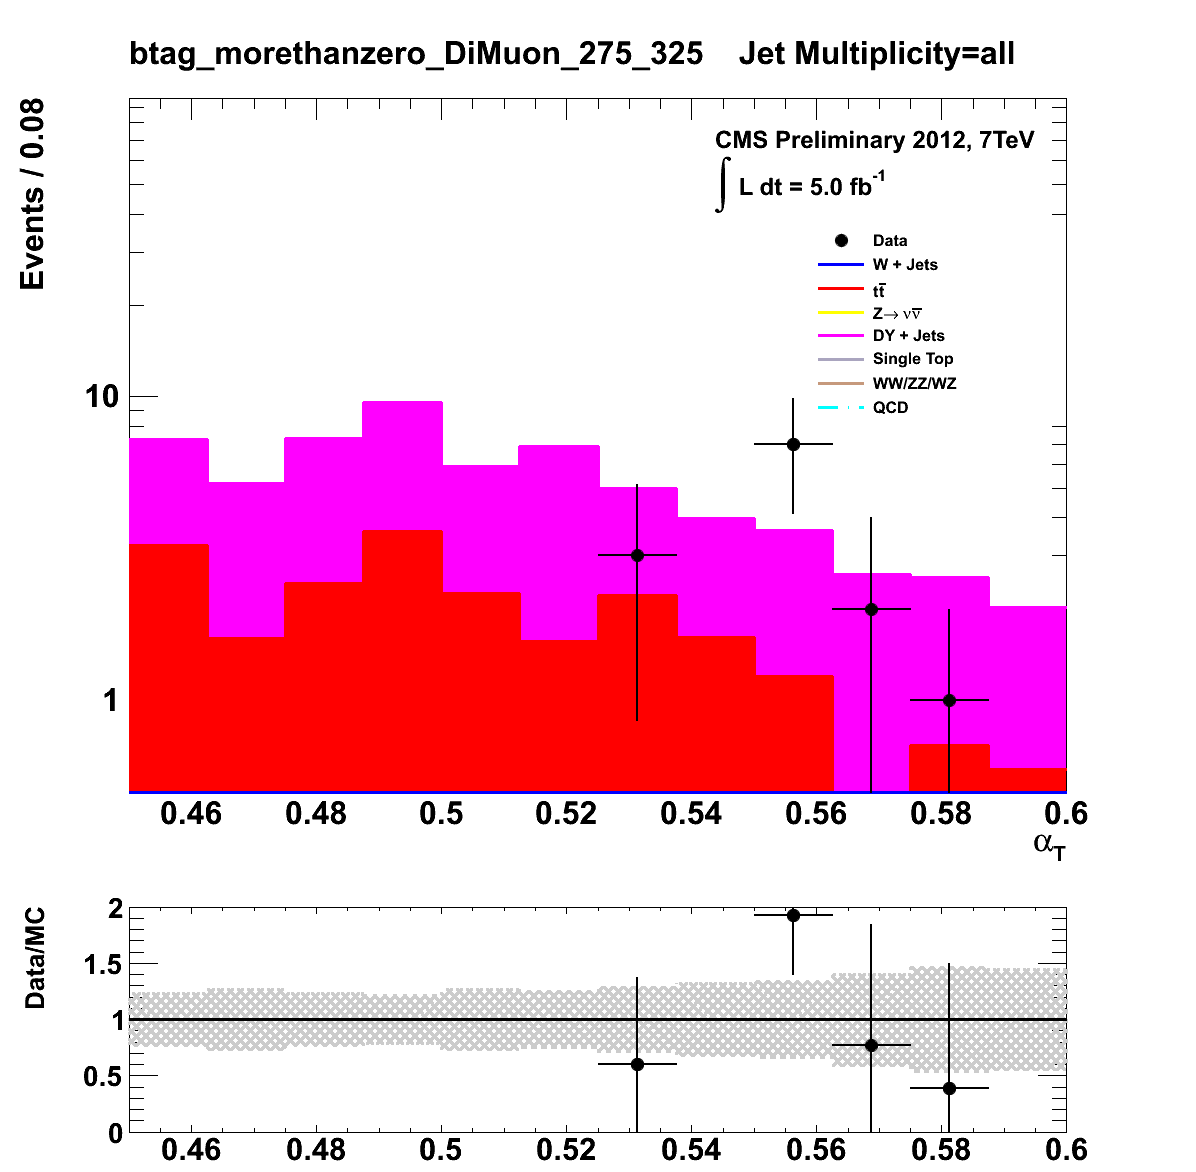 btag_morethanzero_DiMuon_275_325 Jet Multiplicity=all
Events / 0.08
CMS Preliminary 2012, 7TeV
∫ L dt = 5.0 fb⁻¹
Data
W + Jets
tt̅
Z→ νν̅
DY + Jets
Single Top
WW/ZZ/WZ
QCD
10
1
0.46 0.48 0.5 0.52 0.54 0.56 0.58 0.6
α_T
Data/MC
2
1.5
1
0.5
0
0.46 0.48 0.5 0.52 0.54 0.56 0.58 0.6